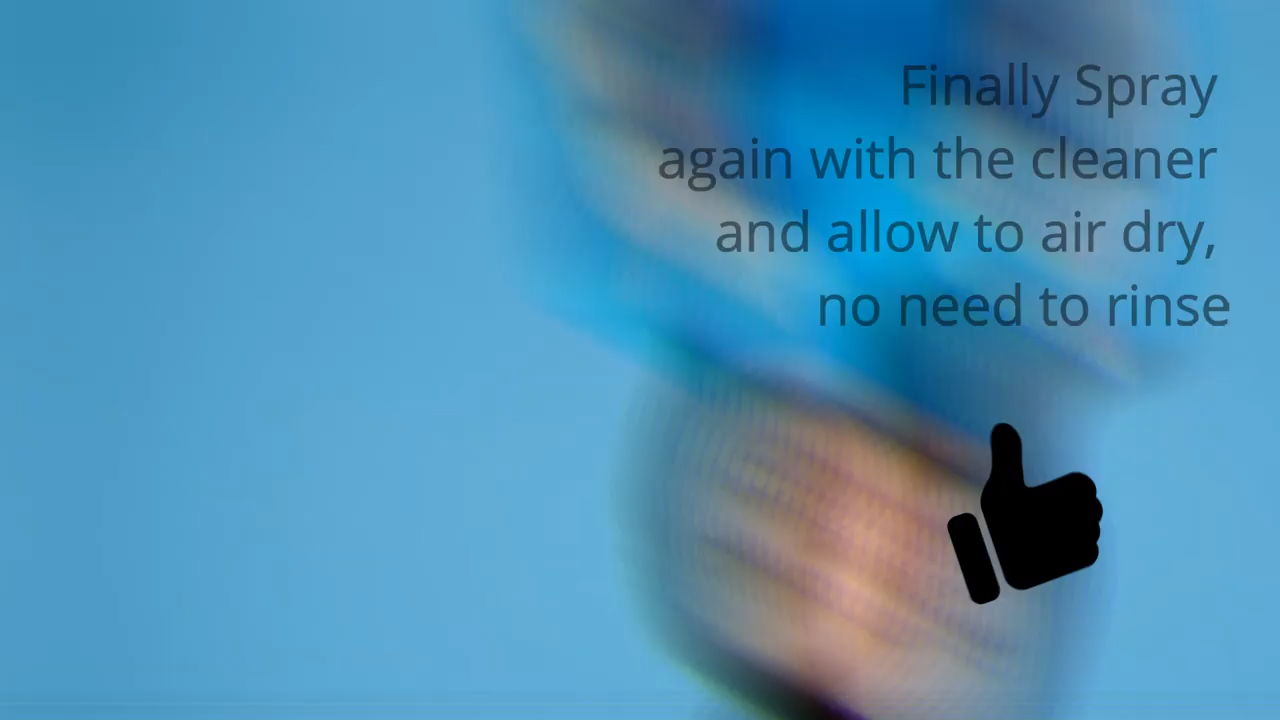 Finally Spray
again with the cleaner
and allow to air dry,
no need to rinse